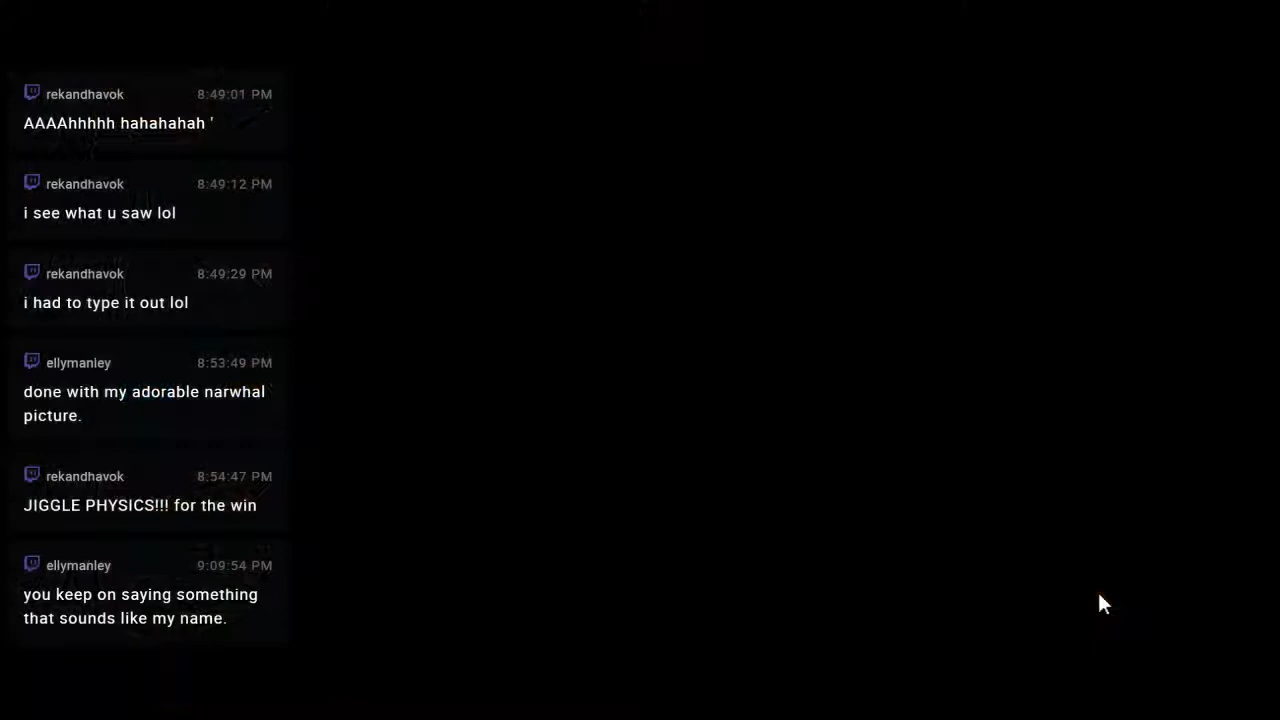 rekandhavok 8:49:01 PM
AAAAhhhhh hahahahah '
rekandhavok 8:49:12 PM
i see what u saw lol
rekandhavok 8:49:29 PM
i had to type it out lol
ellymanley 8:53:49 PM
done with my adorable narwhal
picture.
rekandhavok 8:54:47 PM
JIGGLE PHYSICS!!! for the win
ellymanley 9:09:54 PM
you keep on saying something
that sounds like my name.